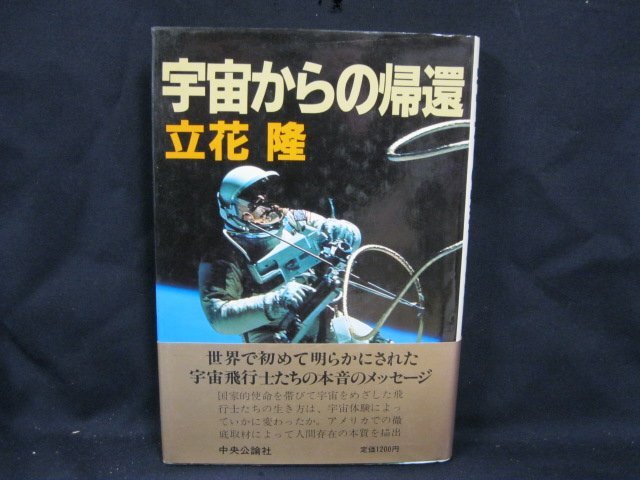 宇宙からの帰還
立花 隆
世界で初めて明らかにされた
宇宙飛行士たちの本音のメッセージ
国家的使命を帯びて宇宙をめざした飛
行士たちの生き方は、宇宙体験によっ
ていかに変わったか。アメリカでの徹
底取材によって人間存在の本質を描出
中央公論社 定価1200円